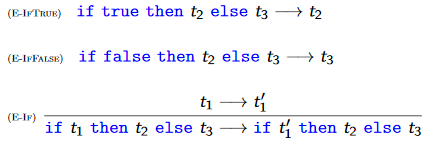 (E-IfTrue) if true then t₂ else t₃ ⟶ t₂
(E-IfFalse) if false then t₂ else t₃ ⟶ t₃
t₁ ⟶ t₁′
(E-If) if t₁ then t₂ else t₃ ⟶ if t₁′ then t₂ else t₃